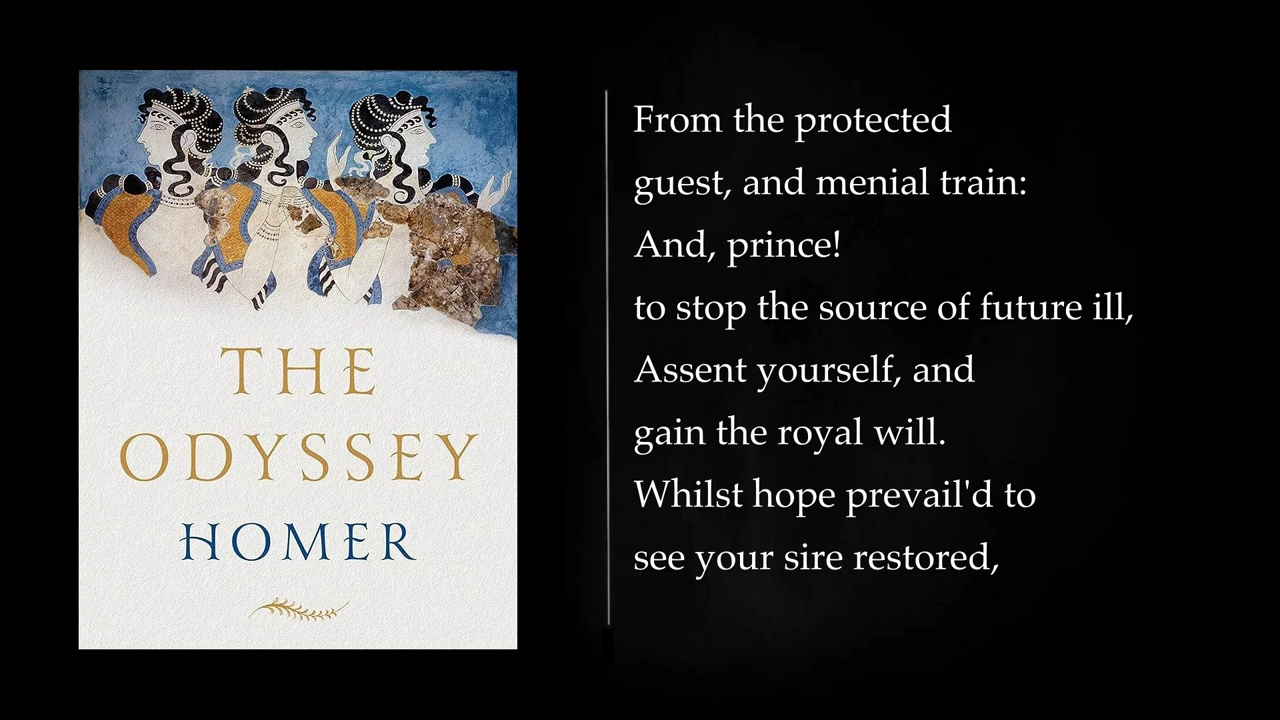 THE
ODYSSEY
HOMER
From the protected
guest, and menial train:
And, prince!
to stop the source of future ill,
Assent yourself, and
gain the royal will.
Whilst hope prevail'd to
see your sire restored,